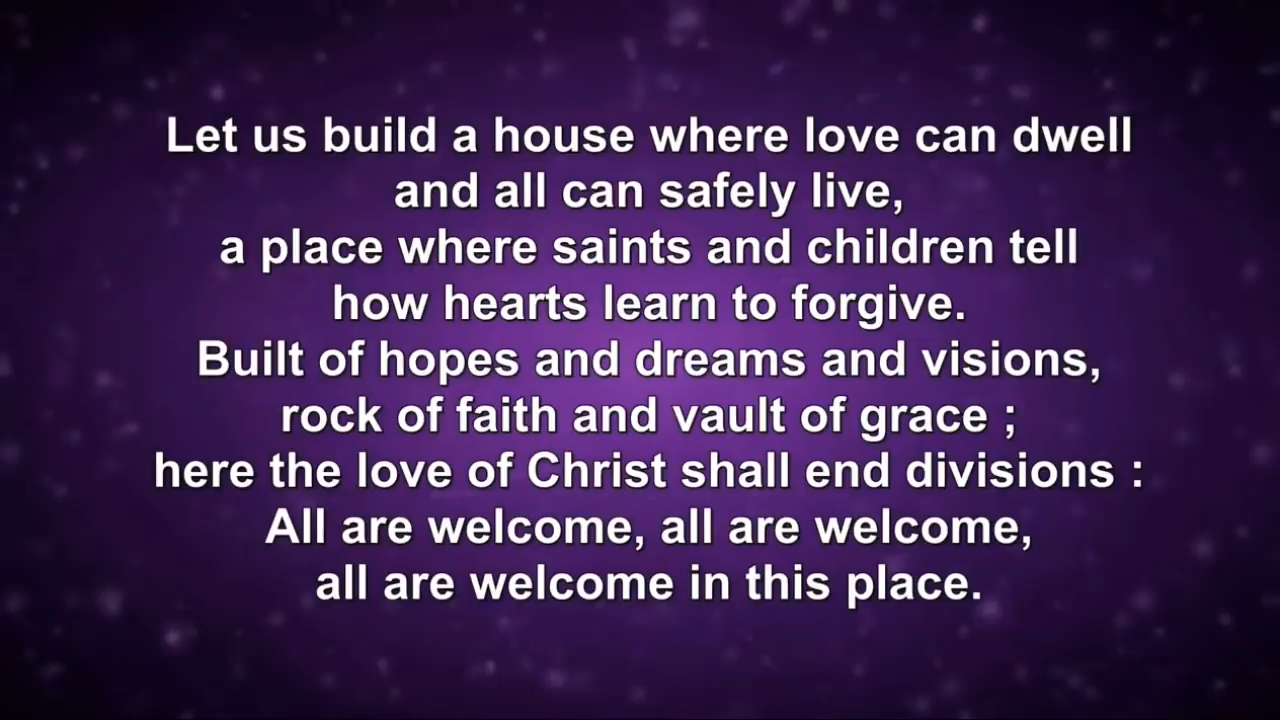 Let us build a house where love can dwell
and all can safely live,
a place where saints and children tell
how hearts learn to forgive.
Built of hopes and dreams and visions,
rock of faith and vault of grace ;
here the love of Christ shall end divisions :
All are welcome, all are welcome,
all are welcome in this place.